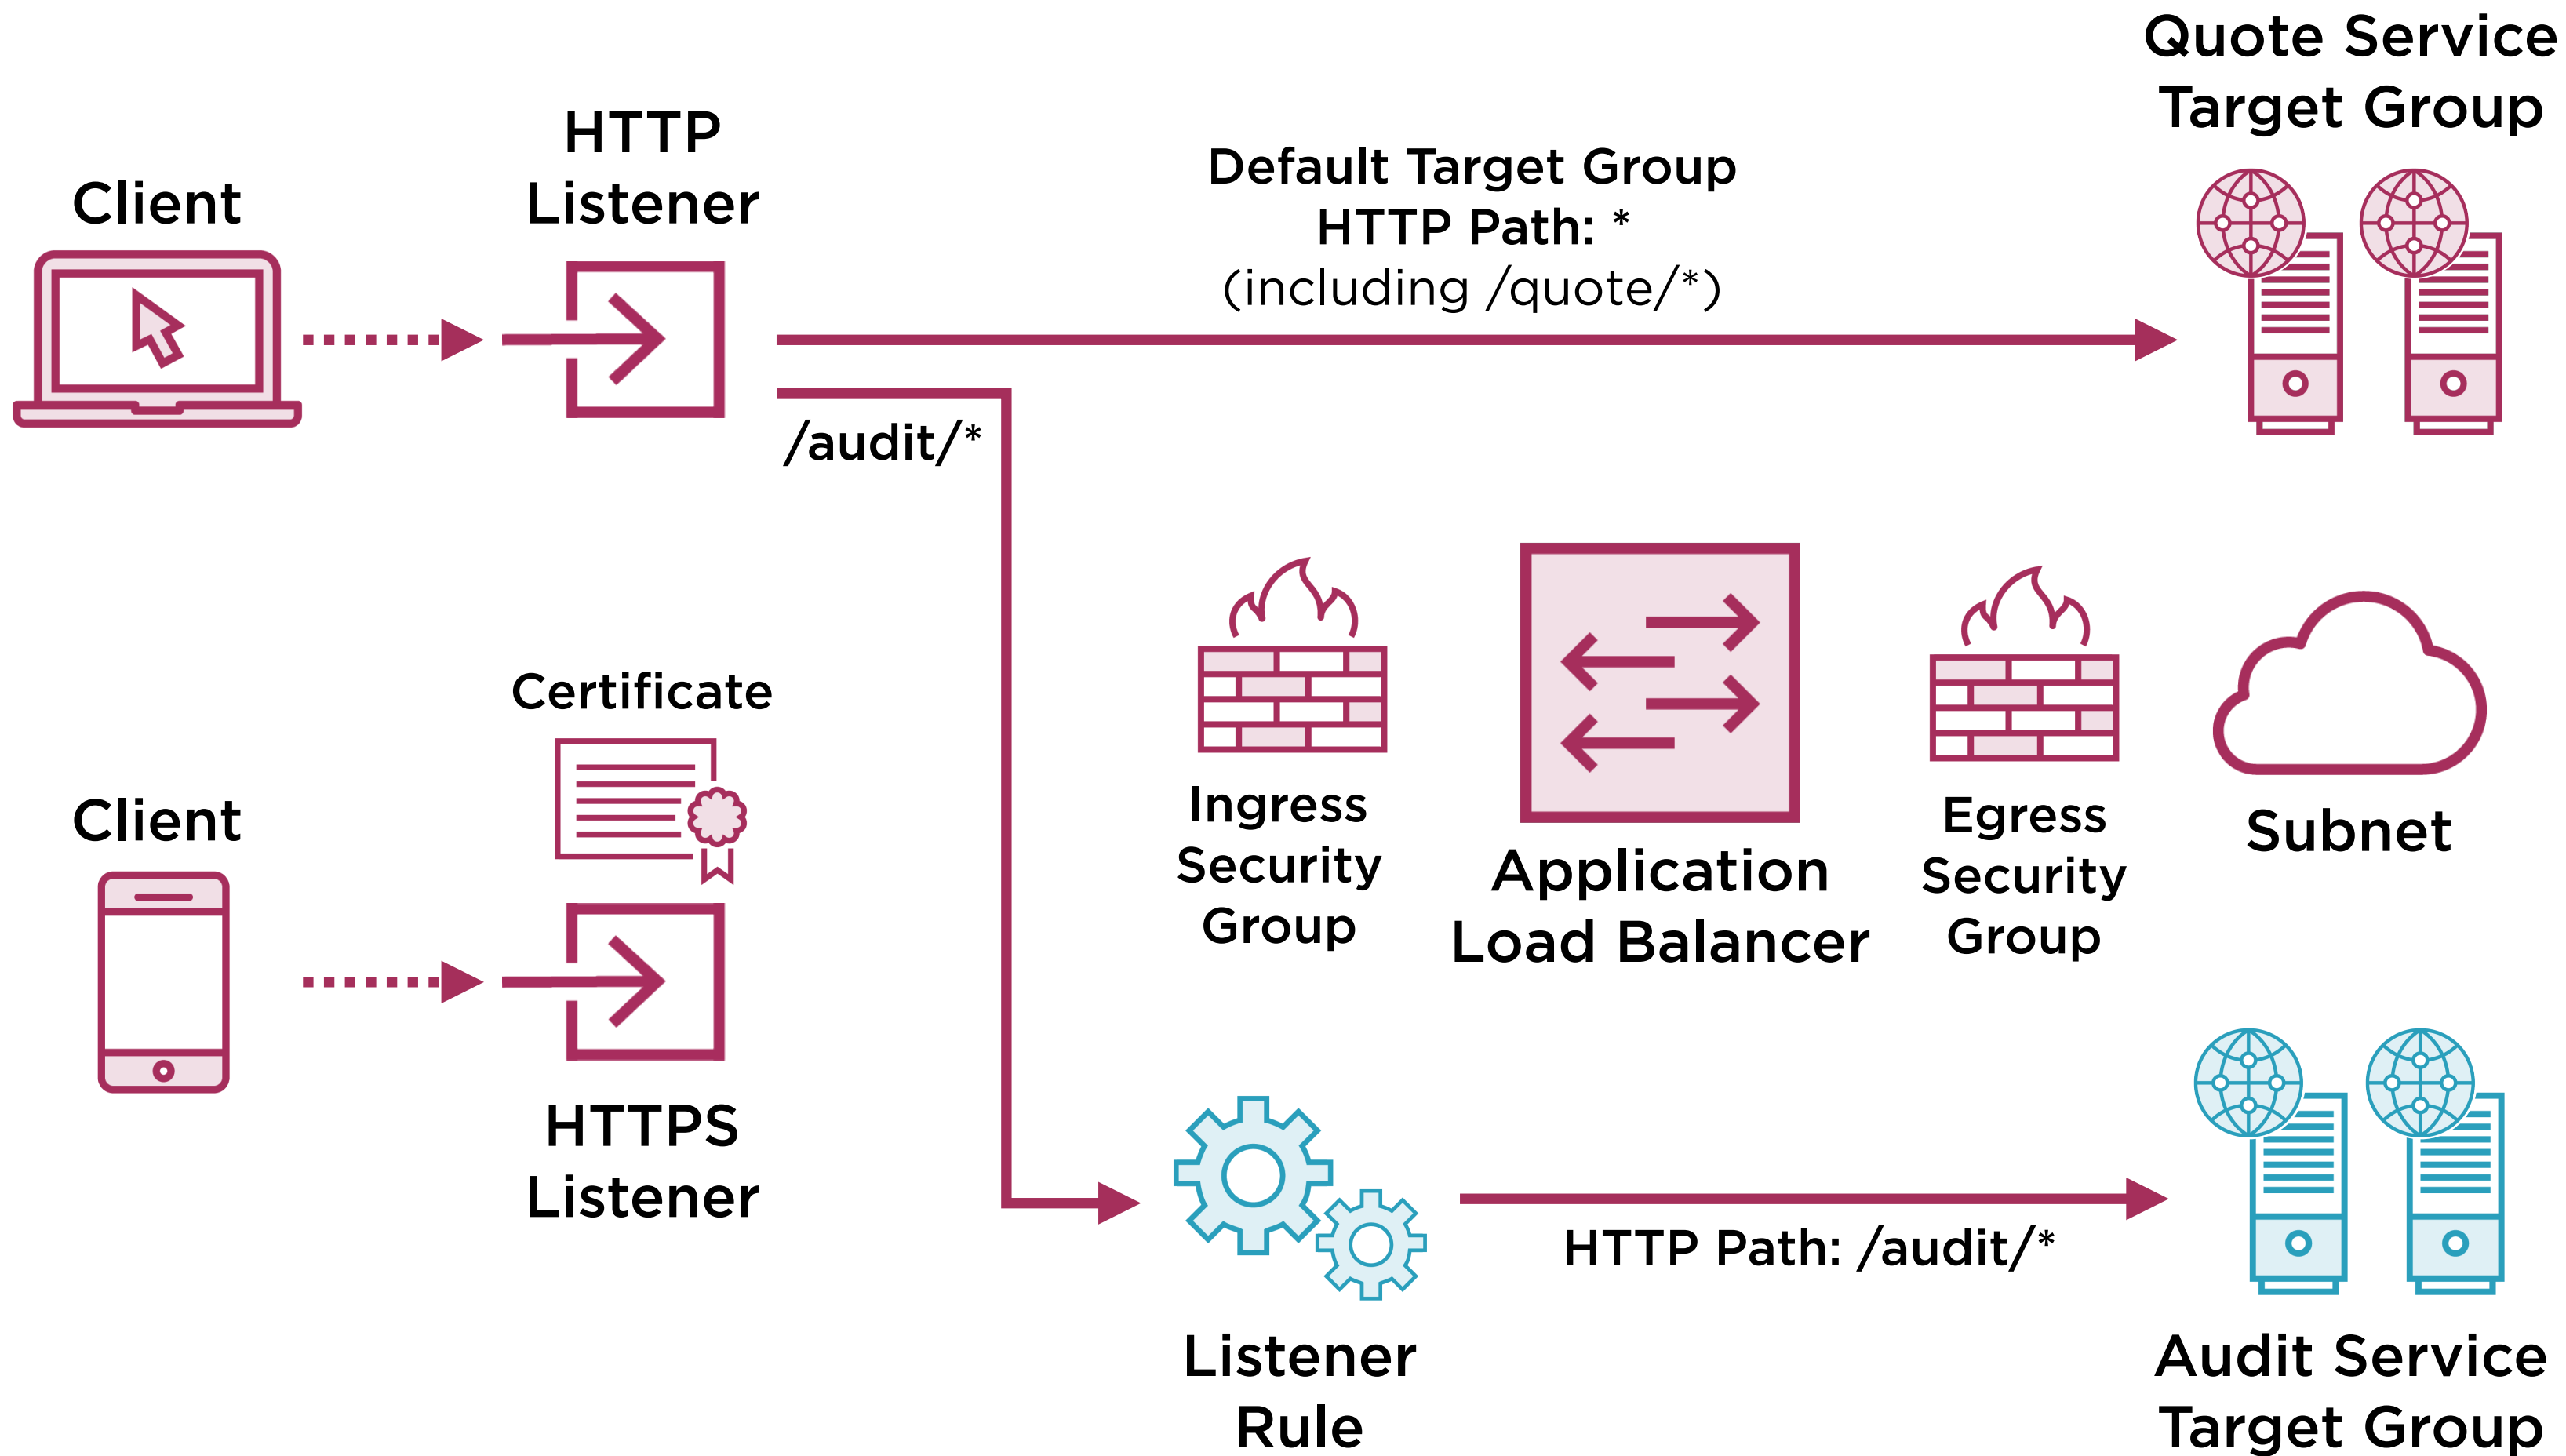 Quote Service
Target Group
HTTP
Listener
Client
Default Target Group
HTTP Path: *
(including /quote/*)
/audit/*
Certificate
Client
HTTPS
Listener
Ingress
Security
Group
Application
Load Balancer
Egress
Security
Group
Subnet
HTTP Path: /audit/*
Listener
Rule
Audit Service
Target Group